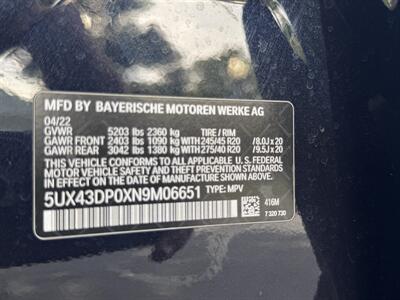 MFD BY BAYERISCHE MOTOREN WERKE AG
04/22
GVWR 5203 lbs 2360 kg TIRE / RIM
GAWR FRONT 2403 lbs 1090 kg WITH 245/45 R20 /8.0J x 20
GAWR REAR 3042 lbs 1380 kg WITH 275/40 R20 /9.5J x 20
THIS VEHICLE CONFORMS TO ALL APPLICABLE U. S. FEDERAL
MOTOR VEHICLE SAFETY, BUMPER, AND THEFT PREVENTION STANDARDS
IN EFFECT ON THE DATE OF MANUFACTURE SHOWN ABOVE.
5UX43DP0XN9M06651 TYPE: MPV
416M
7 320 730